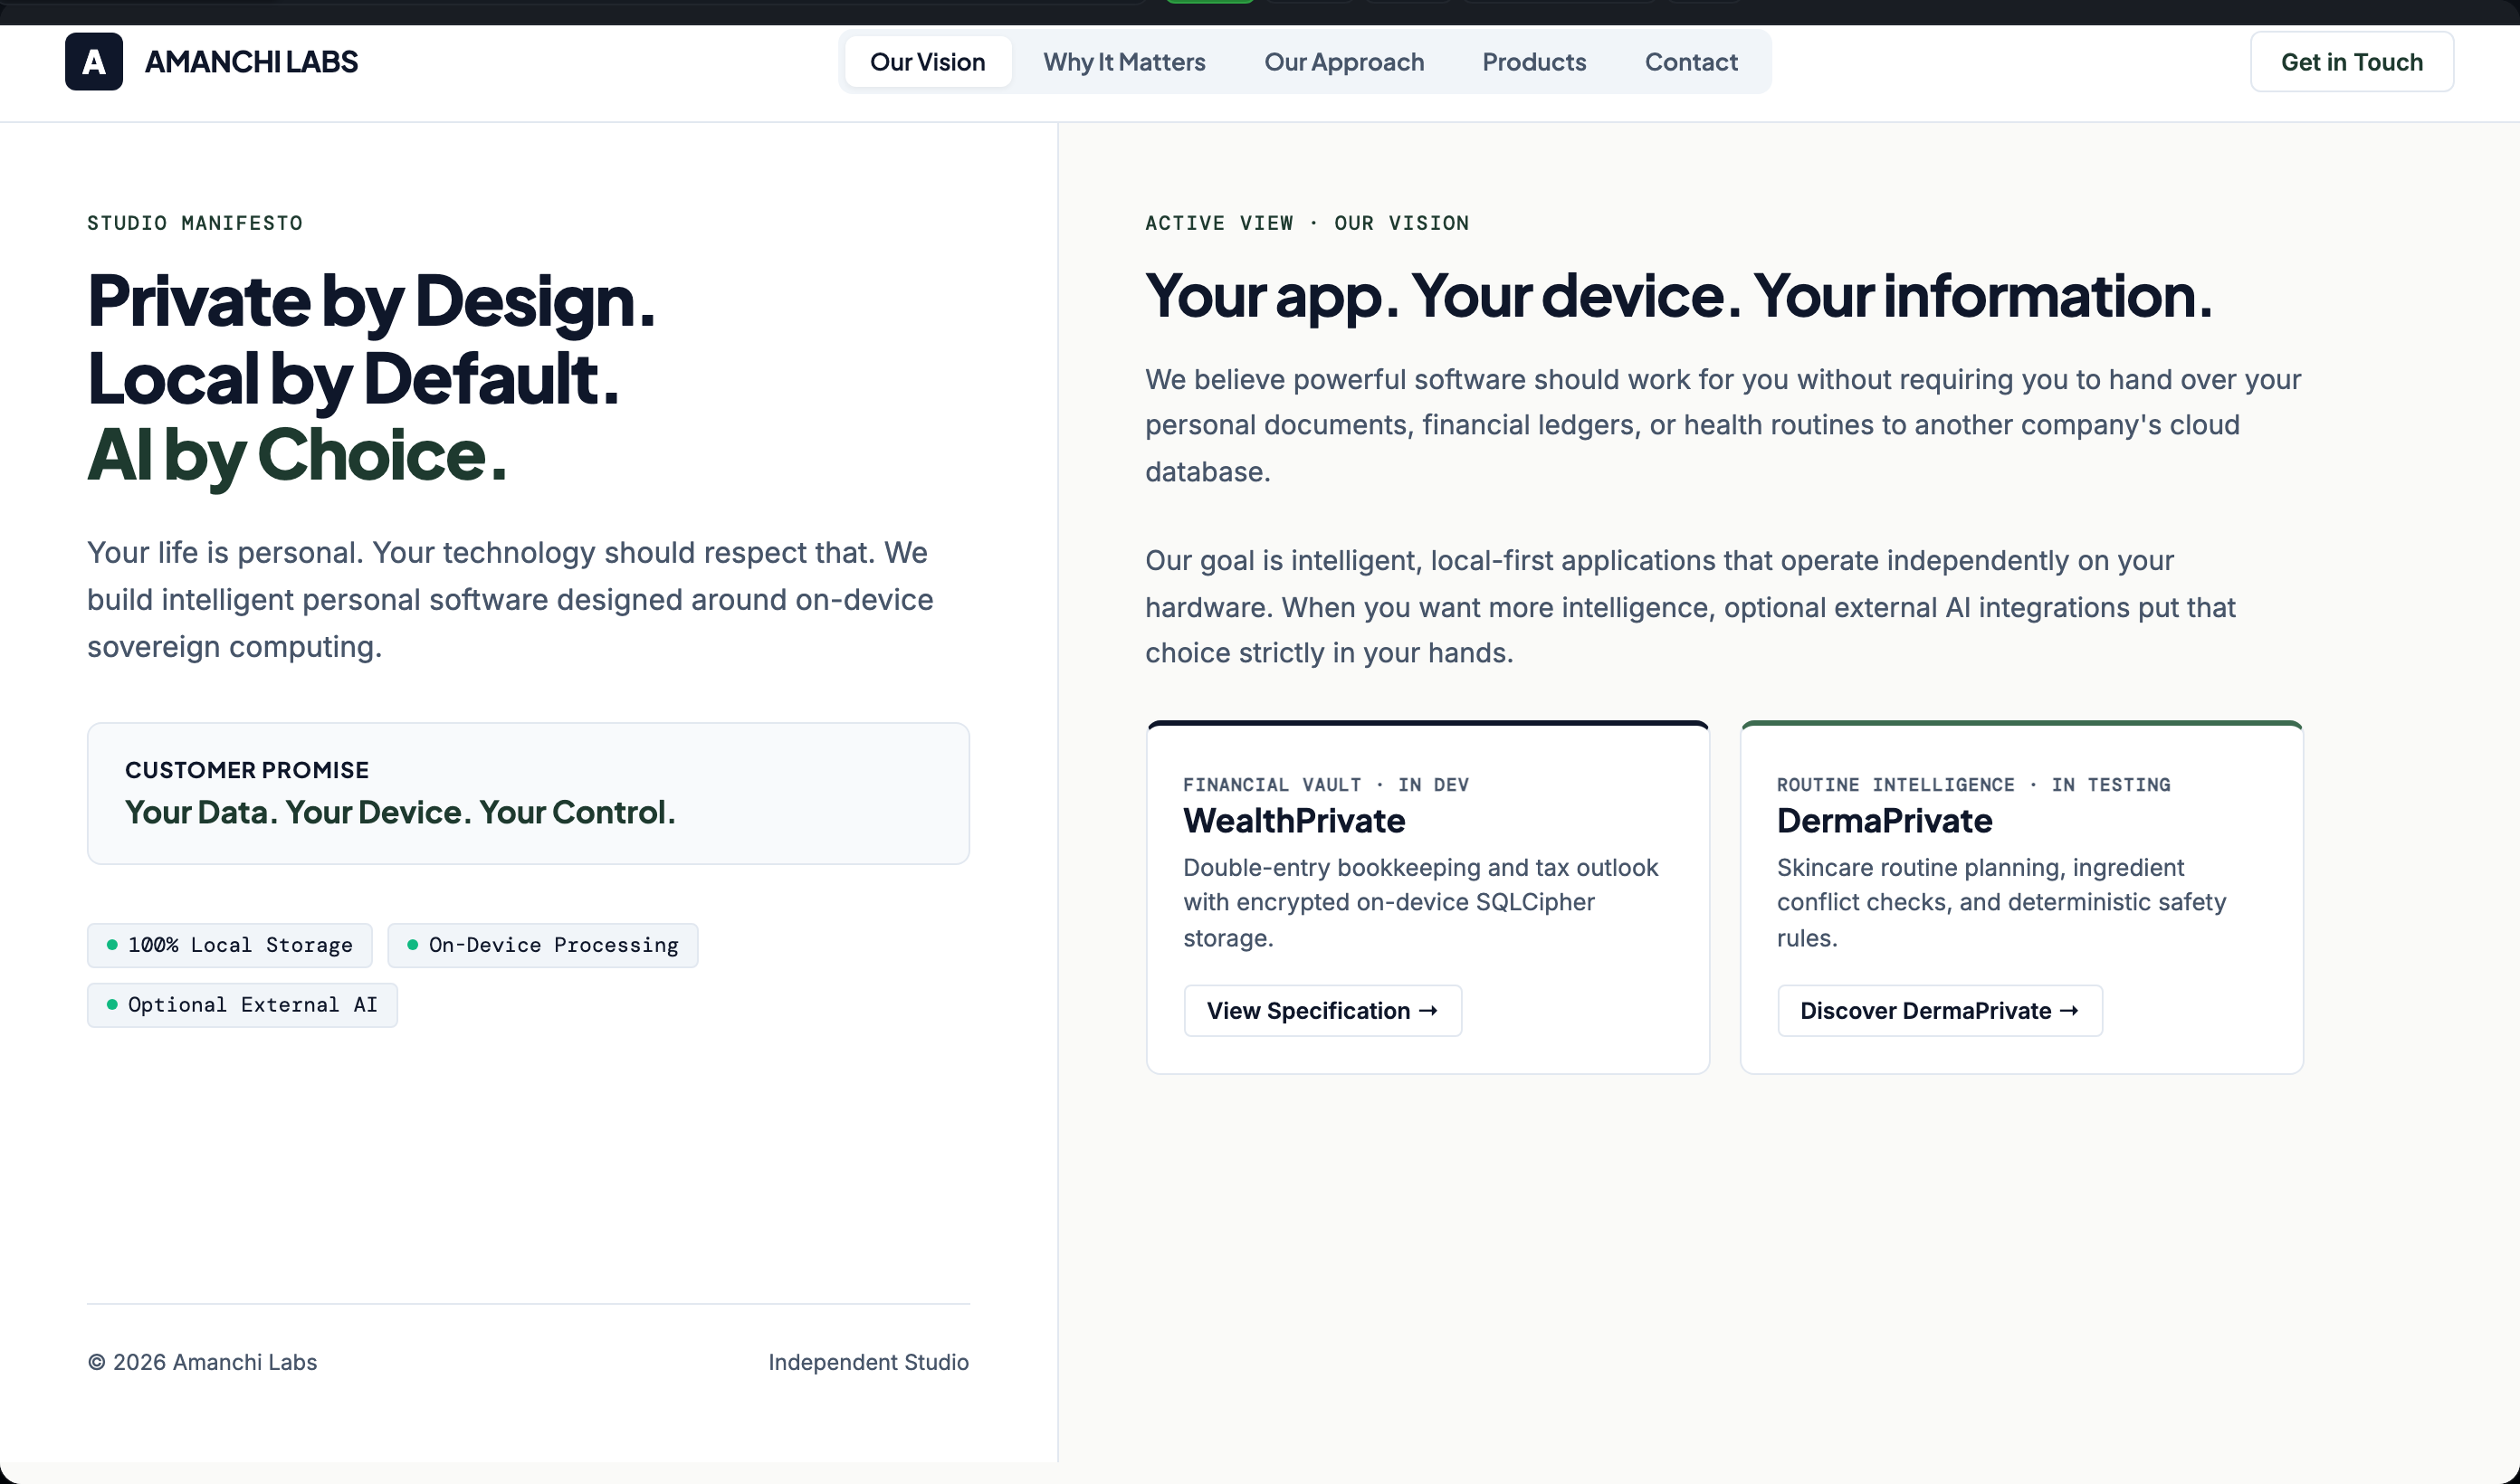 A
AMANCHI LABS
Our Vision
Why It Matters
Our Approach
Products
Contact
Get in Touch
STUDIO MANIFESTO
Private by Design.
Local by Default.
AI by Choice.
Your life is personal. Your technology should respect that. We
build intelligent personal software designed around on-device
sovereign computing.
CUSTOMER PROMISE
Your Data. Your Device. Your Control.
100% Local Storage
On-Device Processing
Optional External AI
© 2026 Amanchi Labs
Independent Studio
ACTIVE VIEW · OUR VISION
Your app. Your device. Your information.
We believe powerful software should work for you without requiring you to hand over your
personal documents, financial ledgers, or health routines to another company's cloud
database.
Our goal is intelligent, local-first applications that operate independently on your
hardware. When you want more intelligence, optional external AI integrations put that
choice strictly in your hands.
FINANCIAL VAULT · IN DEV
WealthPrivate
Double-entry bookkeeping and tax outlook
with encrypted on-device SQLCipher
storage.
View Specification →
ROUTINE INTELLIGENCE · IN TESTING
DermaPrivate
Skincare routine planning, ingredient
conflict checks, and deterministic safety
rules.
Discover DermaPrivate →